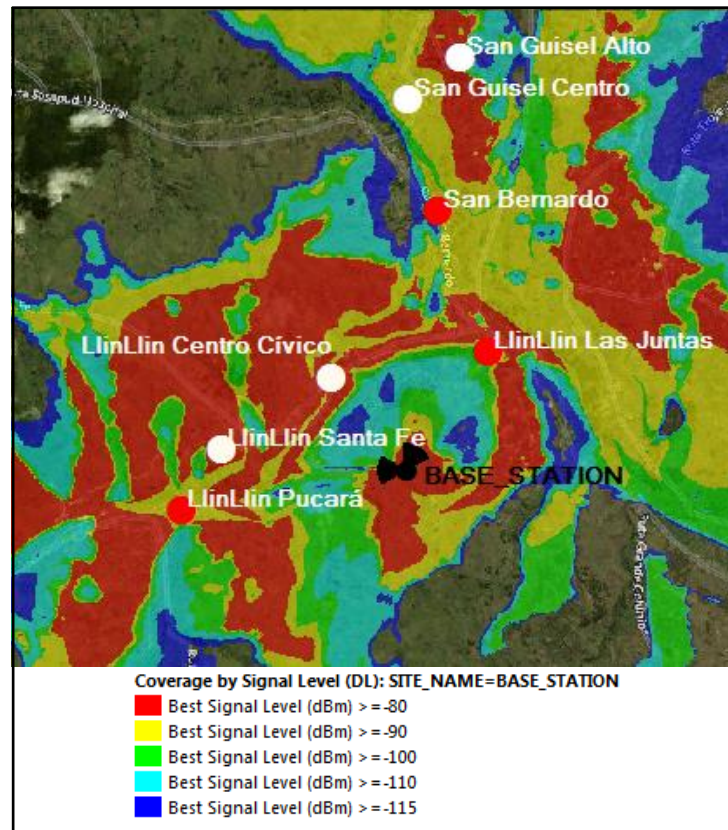 San Guisel Alto
San Guisel Centro
San Bernardo
LlinLlin Centro Cívico
LlinLlin Las Juntas
LlinLlin Santa Fe
BASE_STATION
LlinLlin Pucará
Coverage by Signal Level (DL): SITE_NAME=BASE_STATION
Best Signal Level (dBm) >=-80
Best Signal Level (dBm) >=-90
Best Signal Level (dBm) >=-100
Best Signal Level (dBm) >=-110
Best Signal Level (dBm) >=-115